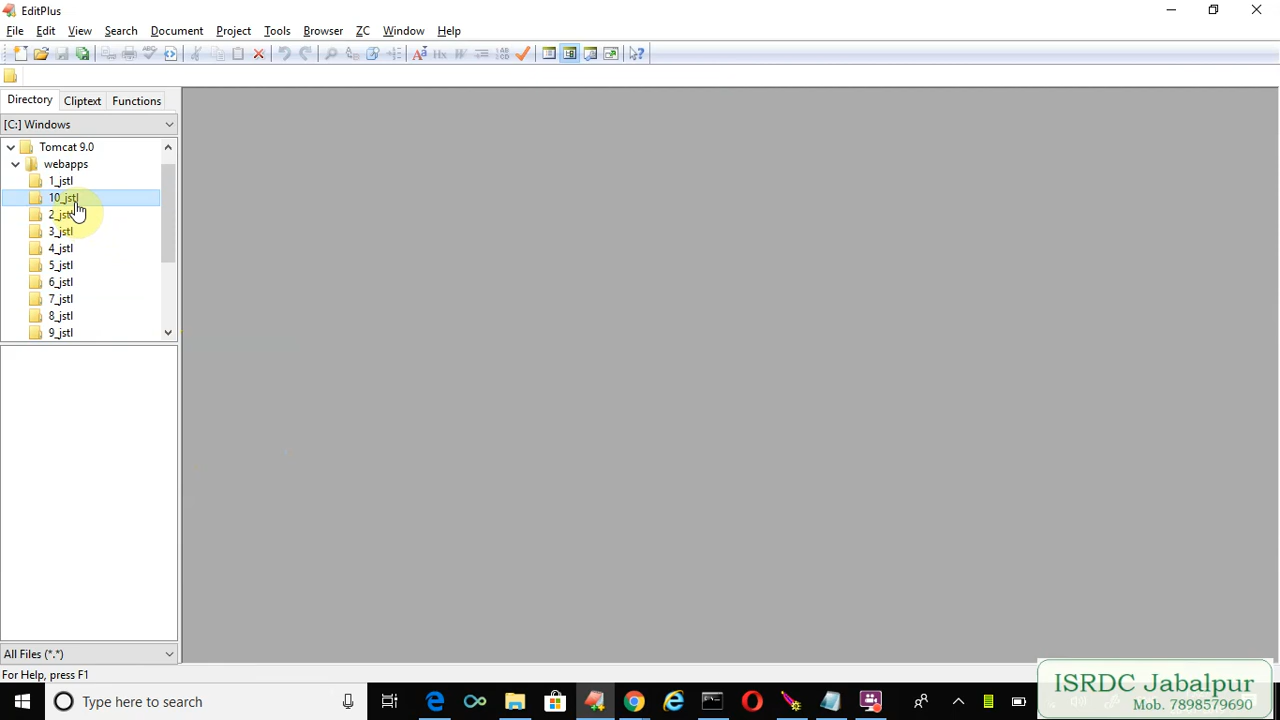 EditPlus
File Edit View Search Document Project Tools Browser ZC Window Help
Directory Cliptext Functions
[C:] Windows
Tomcat 9.0
webapps
1_jstl
10_jstl
2_jstl
3_jstl
4_jstl
5_jstl
6_jstl
7_jstl
8_jstl
9_jstl
All Files (*.*)
For Help, press F1
Type here to search
ISRDC Jabalpur
Mob. 7898579690